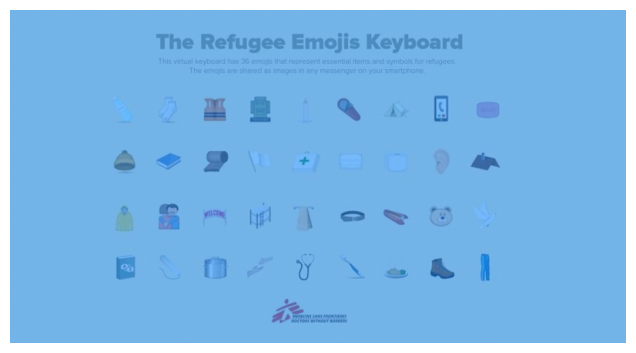 The Refugee Emojis Keyboard
This virtual keyboard has 36 emojis that represent essential items and symbols for refugees.
The emojis are shared as images in any messenger on your smartphone.
WELCOME
MEDECINS SANS FRONTIERES
DOCTORS WITHOUT BORDERS